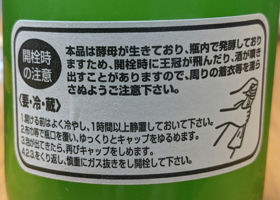 開栓時
の注意
本品は酵母が生きており、瓶内で発酵しており
ますため、開栓時に王冠が飛んだり、酒が噴き
出すことがありますので、周りの着衣等を濡ら
さぬようご注意下さい。
〈要・冷・蔵〉
1.開ける前はよく冷やし、1時間以上静置しておいて下さい。
2.布巾等で瓶口を覆い、ゆっくりとキャップをゆるめます。
3.泡が出てきたら、再びキャップをしめます。
4.2.3.をくり返し、慎重にガス抜きをし開栓して下さい。